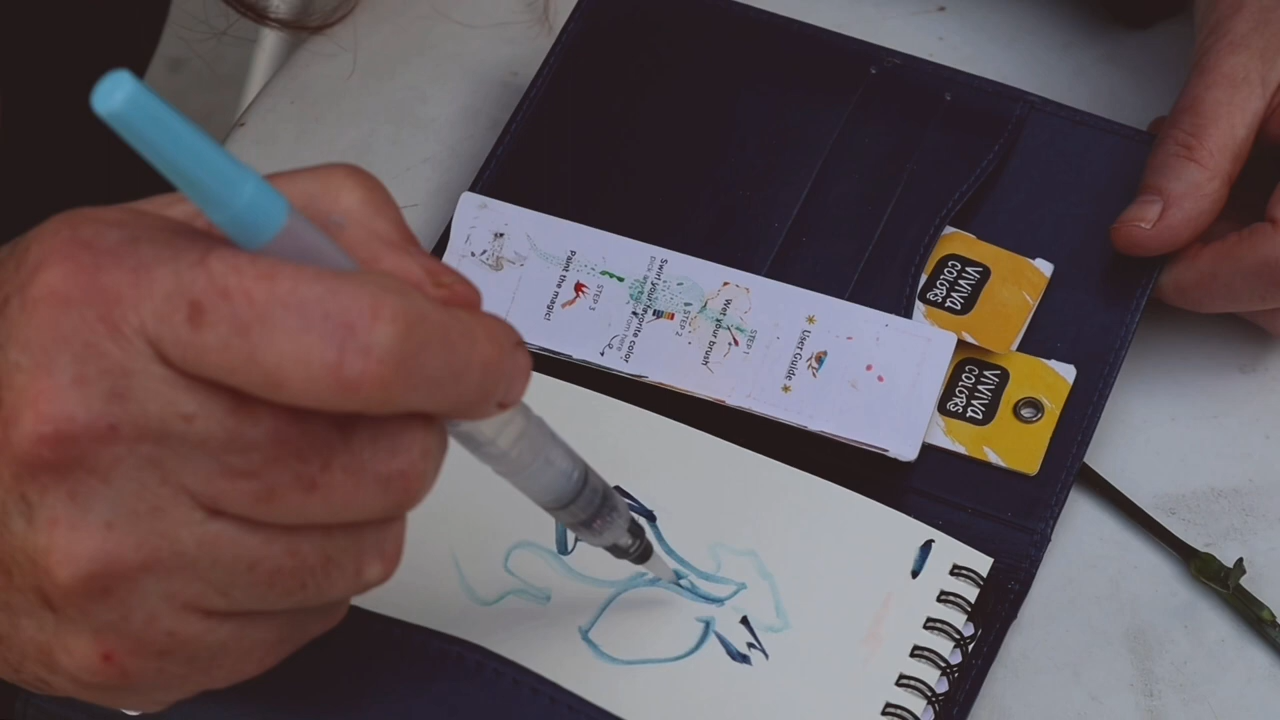 User Guide
STEP 1
Wet your brush
STEP 2
Swirl your favorite color
STEP 3
Paint the magic!
VIVIVA
COLORS
VIVIVA
COLORS